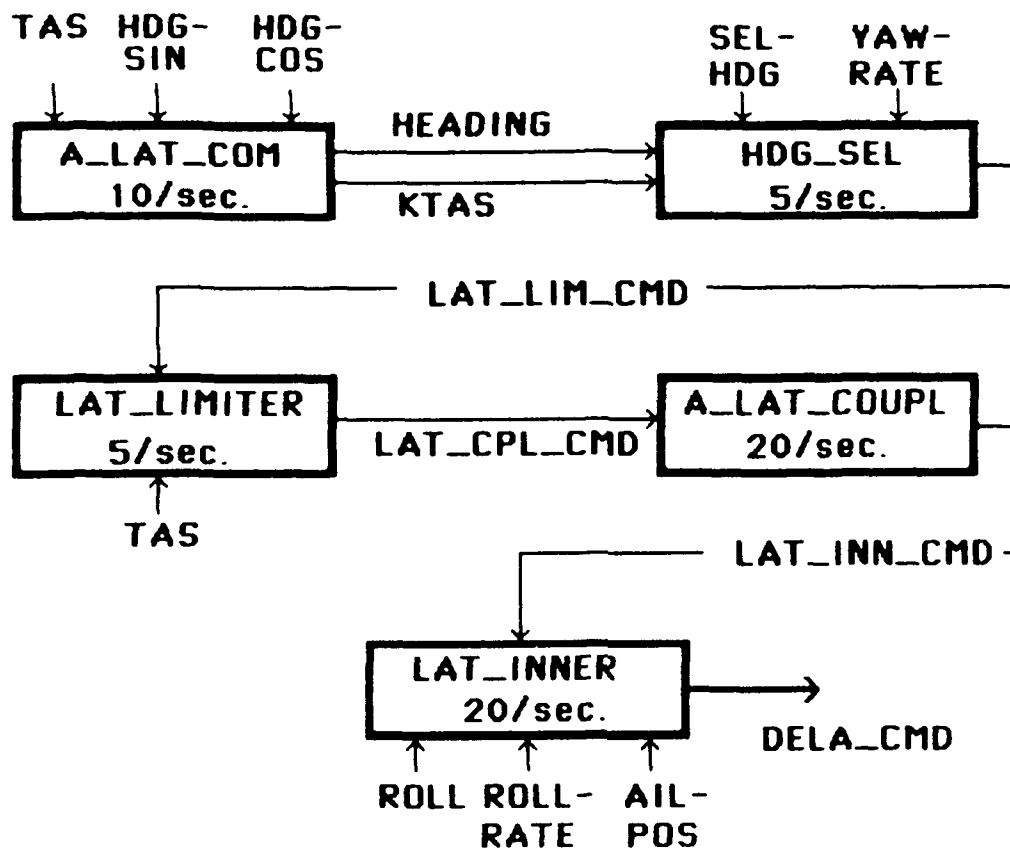 TAS HDG- HDG-
SIN COS
SEL- YAW-
HDG RATE
HEADING
A_LAT_COM
10/sec.
HDG_SEL
5/sec.
KTAS
LAT_LIM_CMD
LAT_LIMITER
5/sec.
A_LAT_COUPL
20/sec.
LAT_CPL_CMD
TAS
LAT_INN_CMD
LAT_INNER
20/sec.
DELA_CMD
ROLL ROLL- AIL-
RATE POS